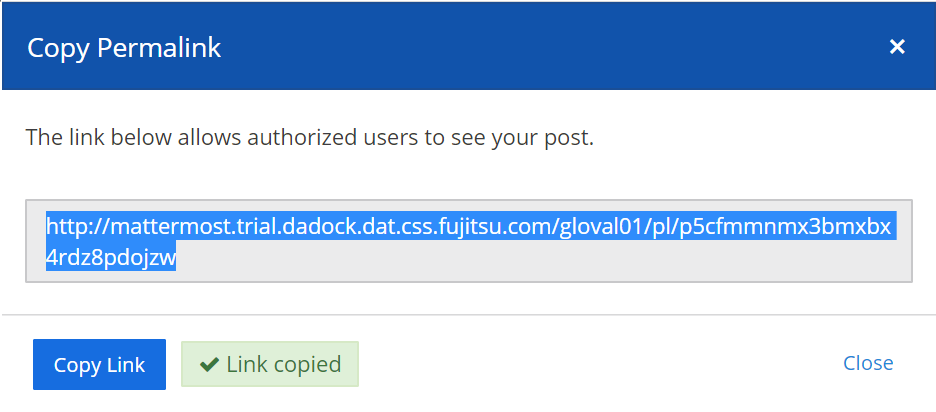 Copy Permalink ×
The link below allows authorized users to see your post.
http://mattermost.trial.dadock.dat.css.fujitsu.com/gloval01/pl/p5cfmmnmx3bmxbx
4rdz8pdojzw
Copy Link ✔ Link copied Close